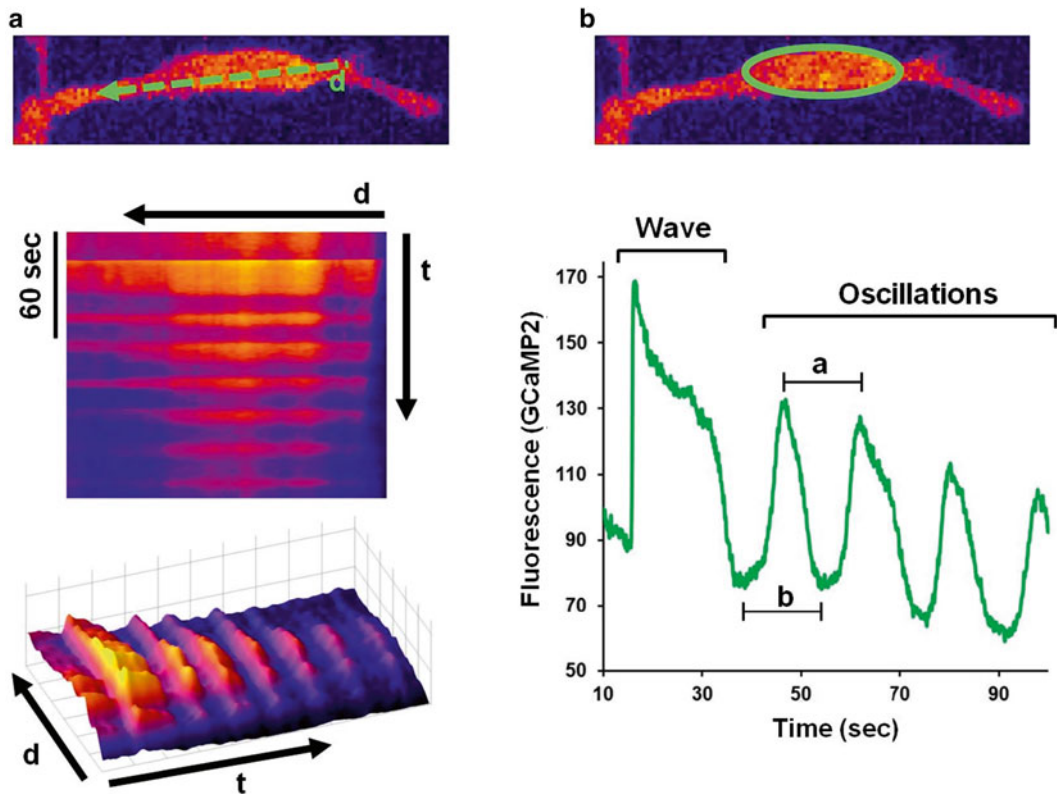 a
d
d
60 sec
t
d
t
b
Wave
Oscillations
a
b
Fluorescence (GCaMP2)
170
150
130
110
90
70
50
10 30 50 70 90
Time (sec)